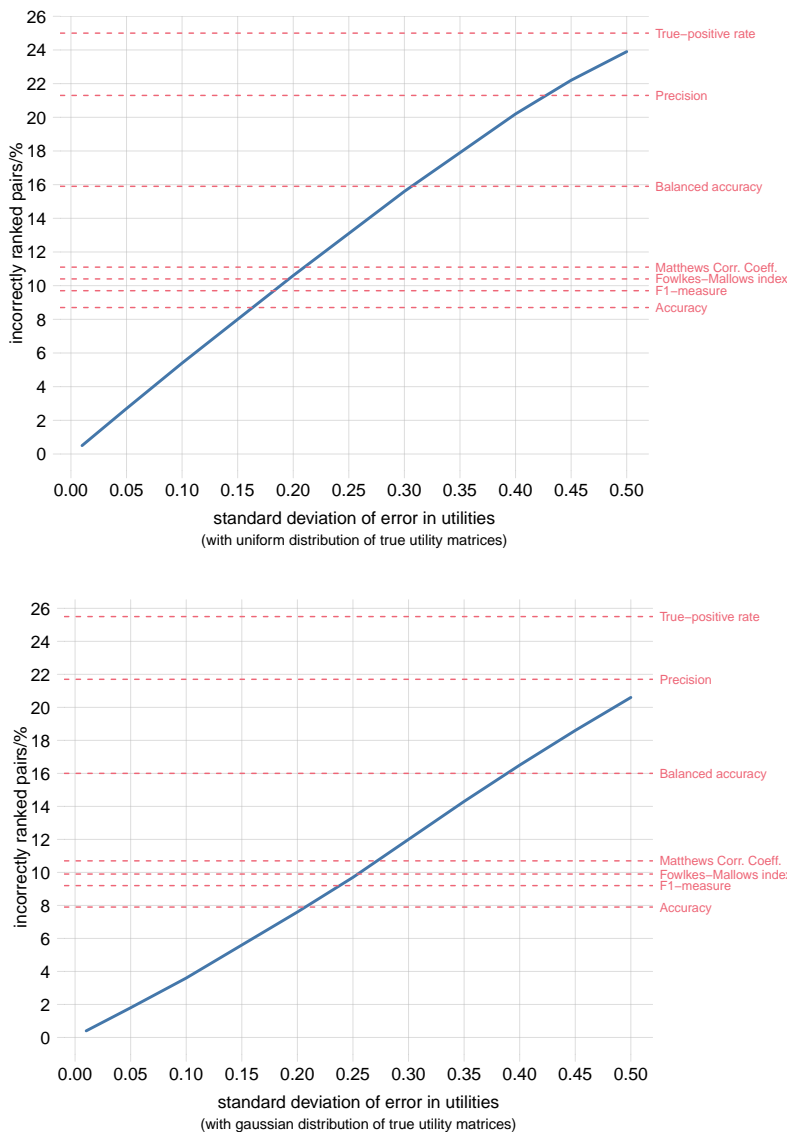 26
True−positive rate
24
22
Precision
20
18
16
Balanced accuracy
14
12
Matthews Corr. Coeff.
Fowlkes−Mallows index
10
F1−measure
8
Accuracy
6
4
2
0
incorrectly ranked pairs/%
0.00 0.05 0.10 0.15 0.20 0.25 0.30 0.35 0.40 0.45 0.50
standard deviation of error in utilities
(with uniform distribution of true utility matrices)
26
True−positive rate
24
22
Precision
20
18
16
Balanced accuracy
14
12
Matthews Corr. Coeff.
10
Fowlkes−Mallows inde
F1−measure
8
Accuracy
6
4
2
0
incorrectly ranked pairs/%
0.00 0.05 0.10 0.15 0.20 0.25 0.30 0.35 0.40 0.45 0.50
standard deviation of error in utilities
(with gaussian distribution of true utility matrices)